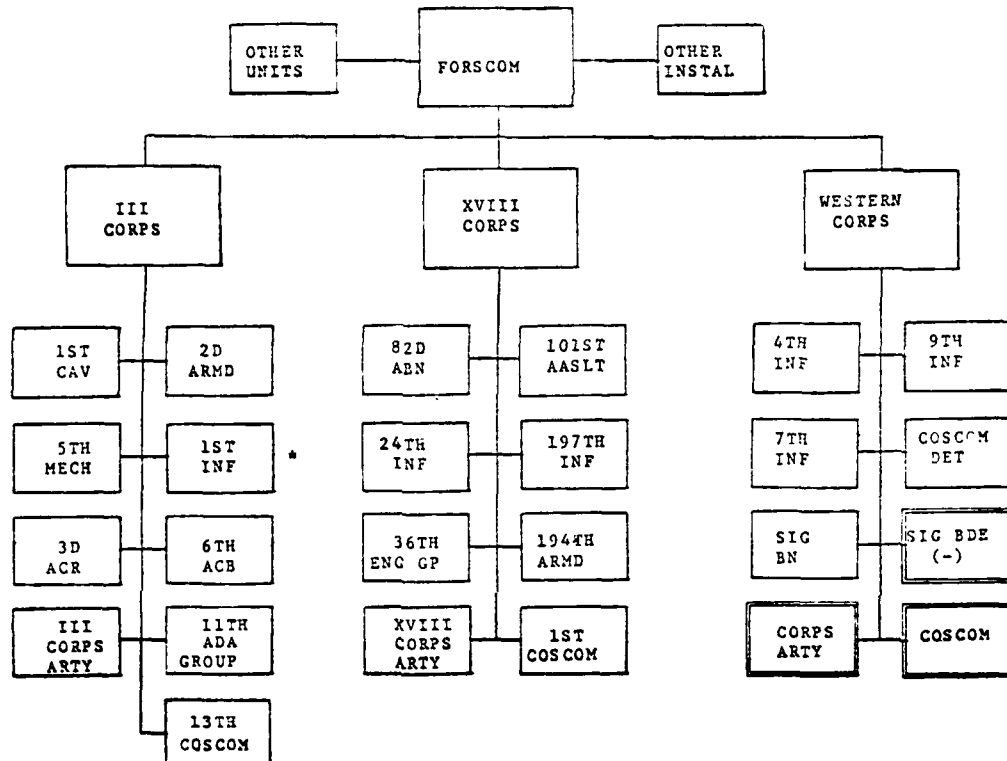 OTHER
UNITS
FORSCOM
OTHER
INSTAL
III
CORPS
XVIII
CORPS
WESTERN
CORPS
1ST
CAV
2D
ARMD
82D
ABN
101ST
AASLT
4TH
INF
9TH
INF
5TH
MECH
1ST
INF
*
24TH
INF
197TH
INF
7TH
INF
COSCOM
DET
3D
ACR
6TH
ACB
36TH
ENG GP
194TH
ARMD
SIG
BN
SIG BDE
(-)
III
CORPS
ARTY
11TH
ADA
GROUP
XVIII
CORPS
ARTY
1ST
COSCOM
CORPS
ARTY
COSCOM
13TH
COSCOM